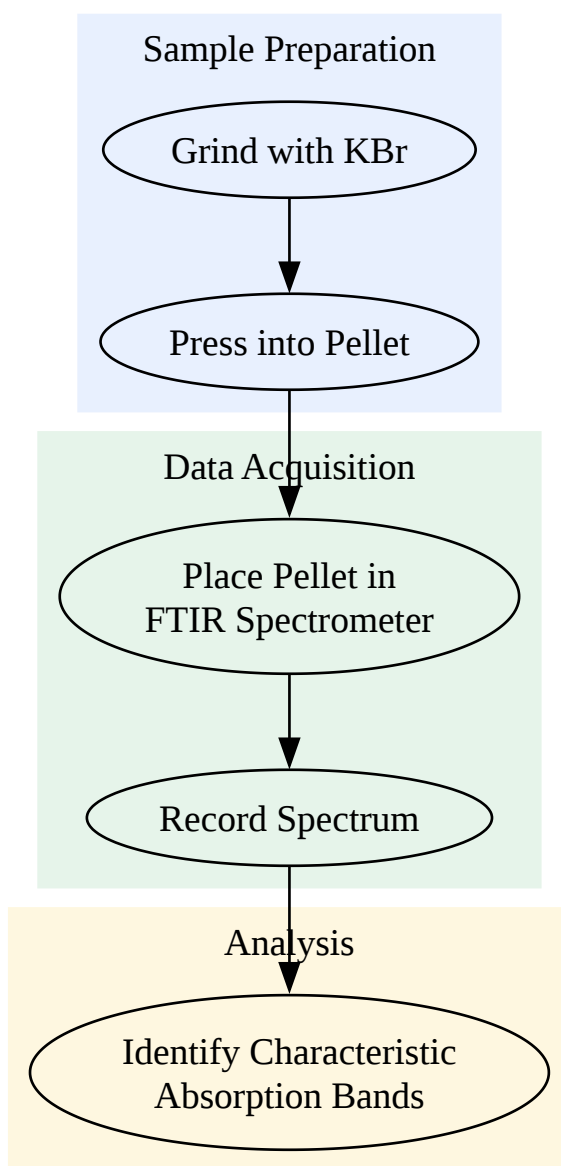 Sample Preparation
Grind with KBr
Press into Pellet
Data Acquisition
Place Pellet in
FTIR Spectrometer
Record Spectrum
Analysis
Identify Characteristic
Absorption Bands